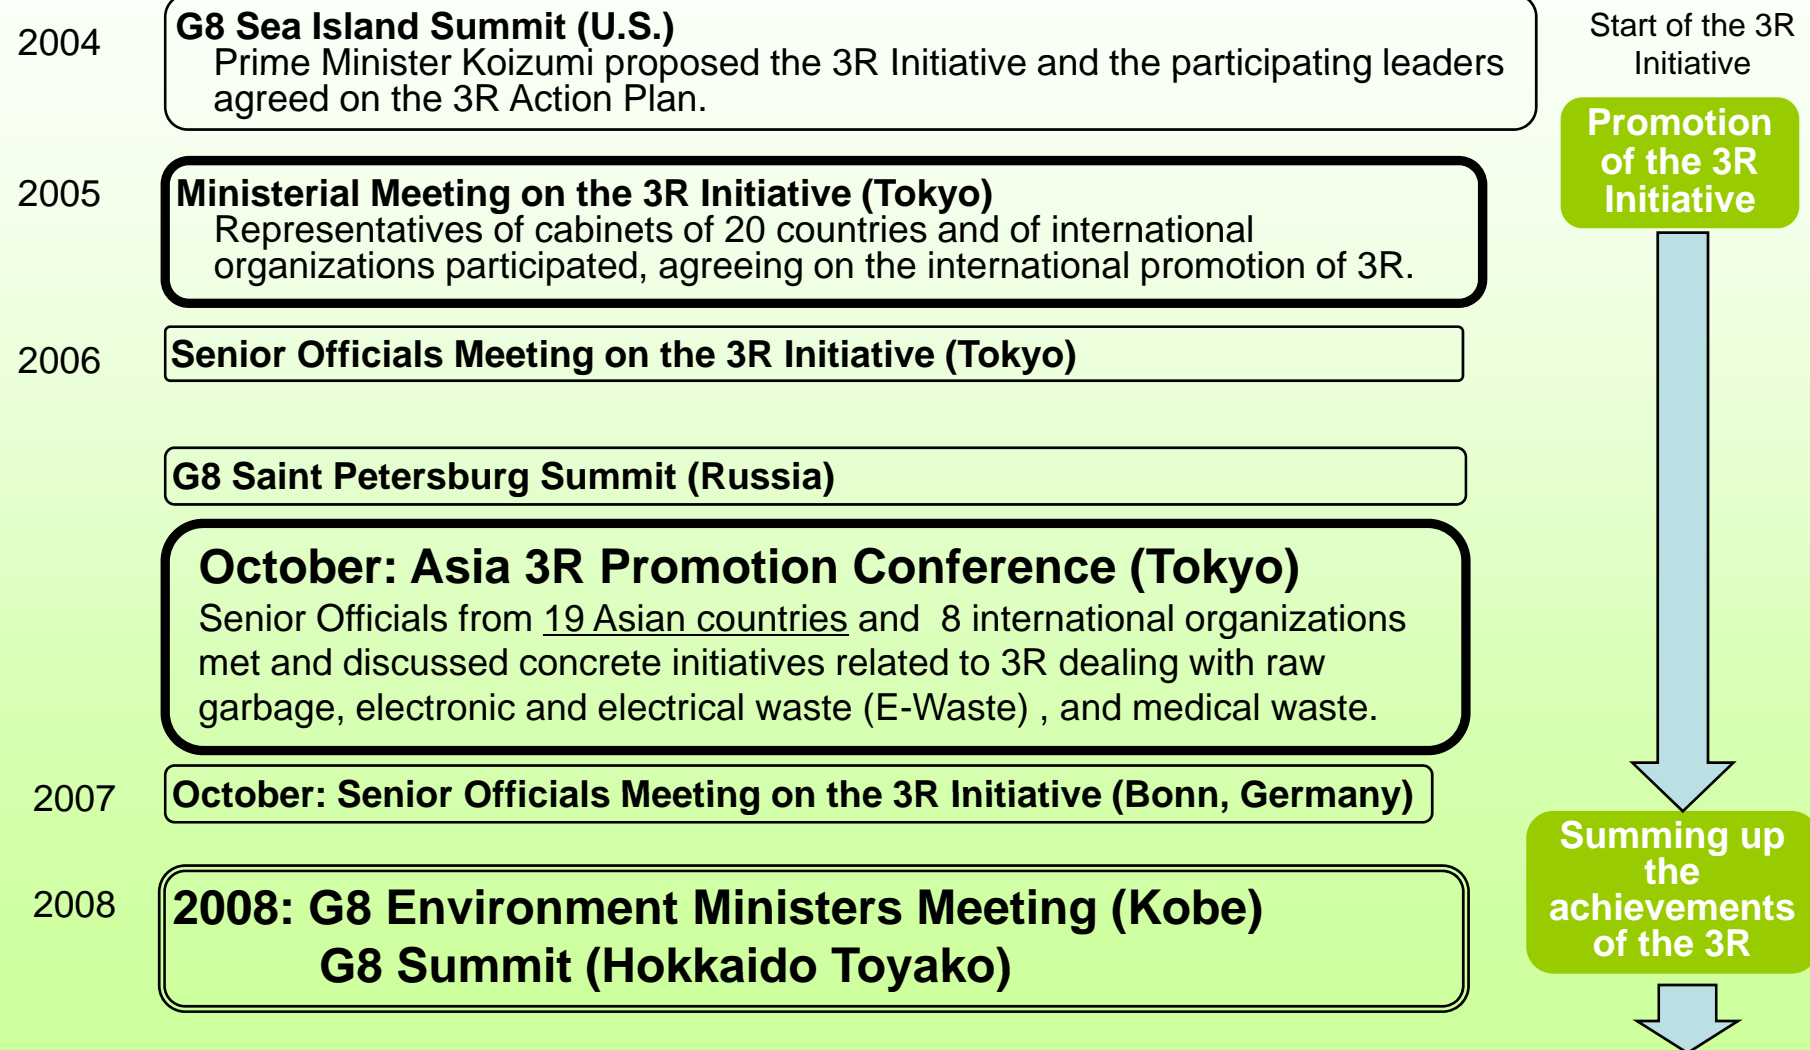 2004
G8 Sea Island Summit (U.S.)
Prime Minister Koizumi proposed the 3R Initiative and the participating leaders
agreed on the 3R Action Plan.
Start of the 3R
Initiative
Promotion
of the 3R
Initiative
2005
Ministerial Meeting on the 3R Initiative (Tokyo)
Representatives of cabinets of 20 countries and of international
organizations participated, agreeing on the international promotion of 3R.
2006
Senior Officials Meeting on the 3R Initiative (Tokyo)
G8 Saint Petersburg Summit (Russia)
October: Asia 3R Promotion Conference (Tokyo)
Senior Officials from 19 Asian countries and  8 international organizations
met and discussed concrete initiatives related to 3R dealing with raw
garbage, electronic and electrical waste (E-Waste) , and medical waste.
2007
October: Senior Officials Meeting on the 3R Initiative (Bonn, Germany)
2008
2008: G8 Environment Ministers Meeting (Kobe)
G8 Summit (Hokkaido Toyako)
Summing up
the
achievements
of the 3R